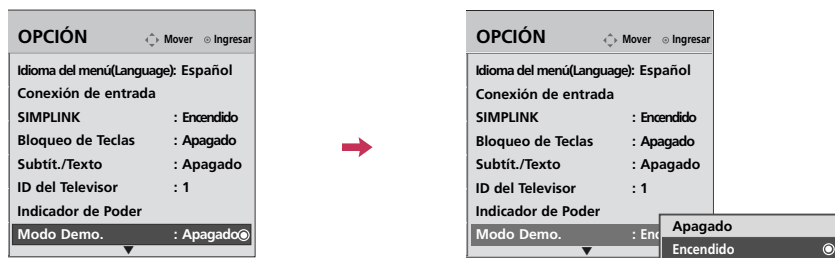 OPCIÓN Mover Ingresar
Idioma del menú(Language): Español
Conexión de entrada
SIMPLINK : Encendido
Bloqueo de Teclas : Apagado
Subtít./Texto : Apagado
ID del Televisor : 1
Indicador de Poder
Modo Demo. : Apagado
OPCIÓN Mover Ingresar
Idioma del menú(Language): Español
Conexión de entrada
SIMPLINK : Encendido
Bloqueo de Teclas : Apagado
Subtít./Texto : Apagado
ID del Televisor : 1
Indicador de Poder
Modo Demo. :
Apagado
Encendido